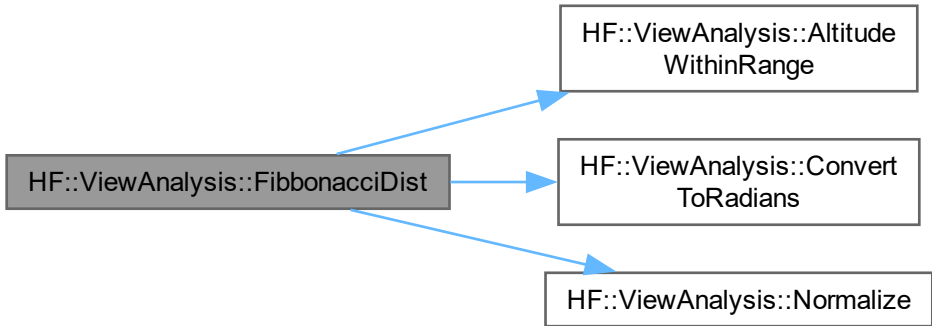 HF::ViewAnalysis::Altitude
WithinRange
HF::ViewAnalysis::FibbonacciDist
HF::ViewAnalysis::Convert
ToRadians
HF::ViewAnalysis::Normalize